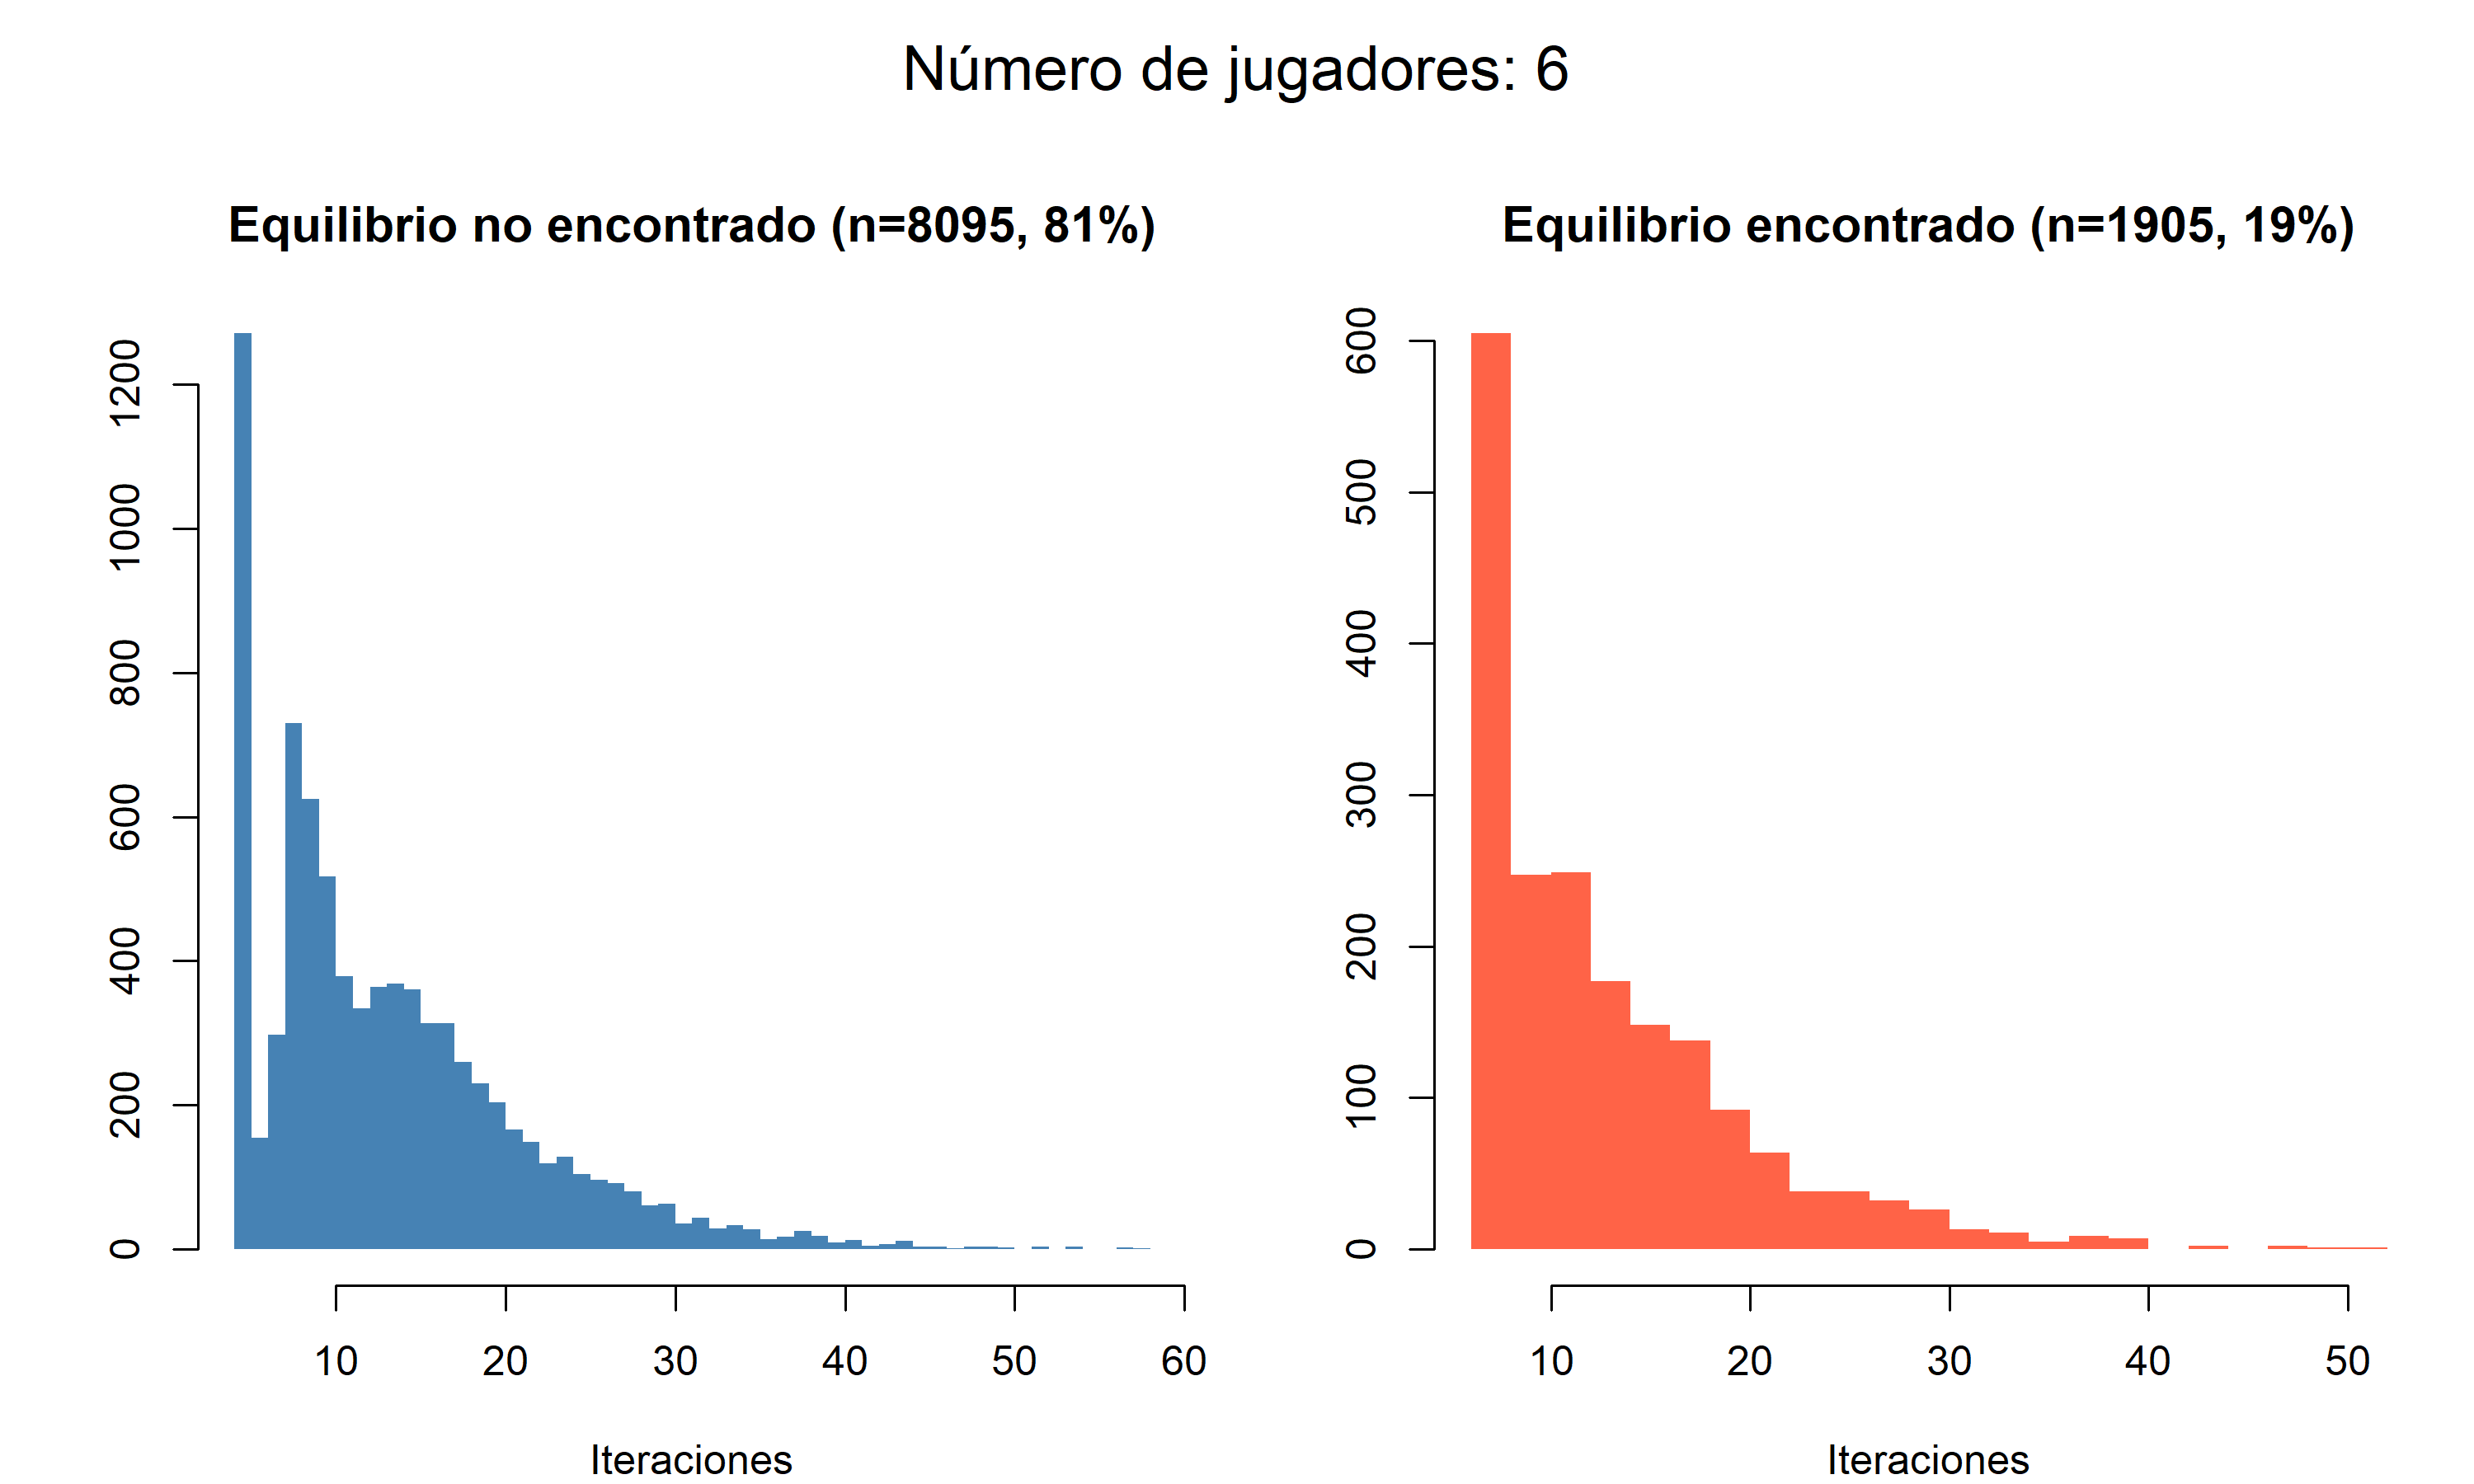 Número de jugadores: 6
Equilibrio no encontrado (n=8095, 81%)
1200
1000
800
600
400
200
0
10 20 30 40 50 60
Iteraciones
Equilibrio encontrado (n=1905, 19%)
600
500
400
300
200
100
0
10 20 30 40 50
Iteraciones